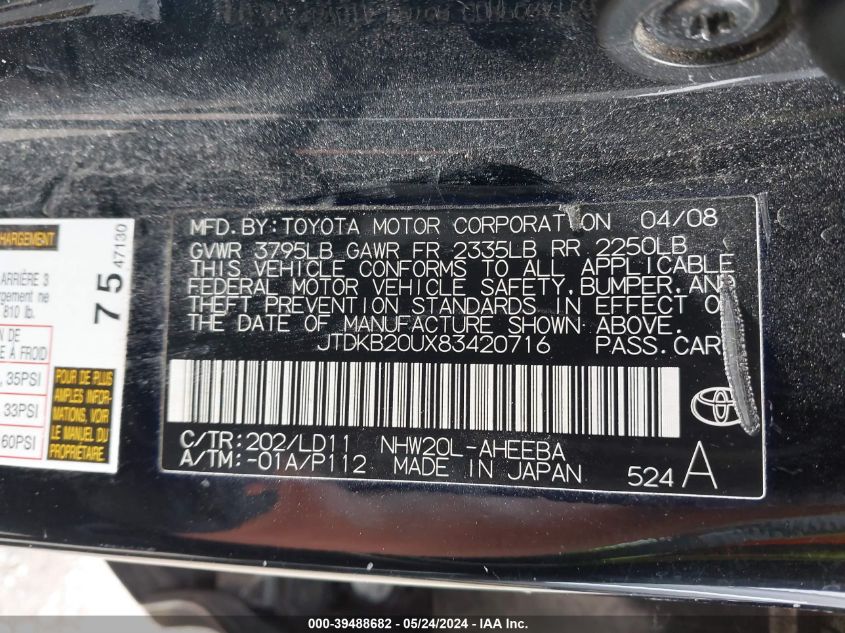 MFD.BY:TOYOTA MOTOR CORPORATION 04/08
GVWR 3795LB GAWR FR 2335LB RR 2250LB
THIS VEHICLE CONFORMS TO ALL APPLICABLE
FEDERAL MOTOR VEHICLE SAFETY,BUMPER,AND
THEFT PREVENTION STANDARDS IN EFFECT O
THE DATE OF MANUFACTURE SHOWN ABOVE.
JTDKB20UX83420716 PASS.CAR
C/TR:202/LD11 NHW20L-AHEEBA
A/TM:-01A/P112 MADE IN JAPAN
524 A
HARGEMENT
ARRIÈRE 3
rgement ne
810 lb.
75
47130
N DE
E À FROID
, 35PSI
33PSI
60PSI
POUR DE PLUS
AMPLES INFOR-
MATIONS, VOIR
LE MANUEL DU
PROPRIÉTAIRE
000-39488682 - 05/24/2024 - IAA Inc.